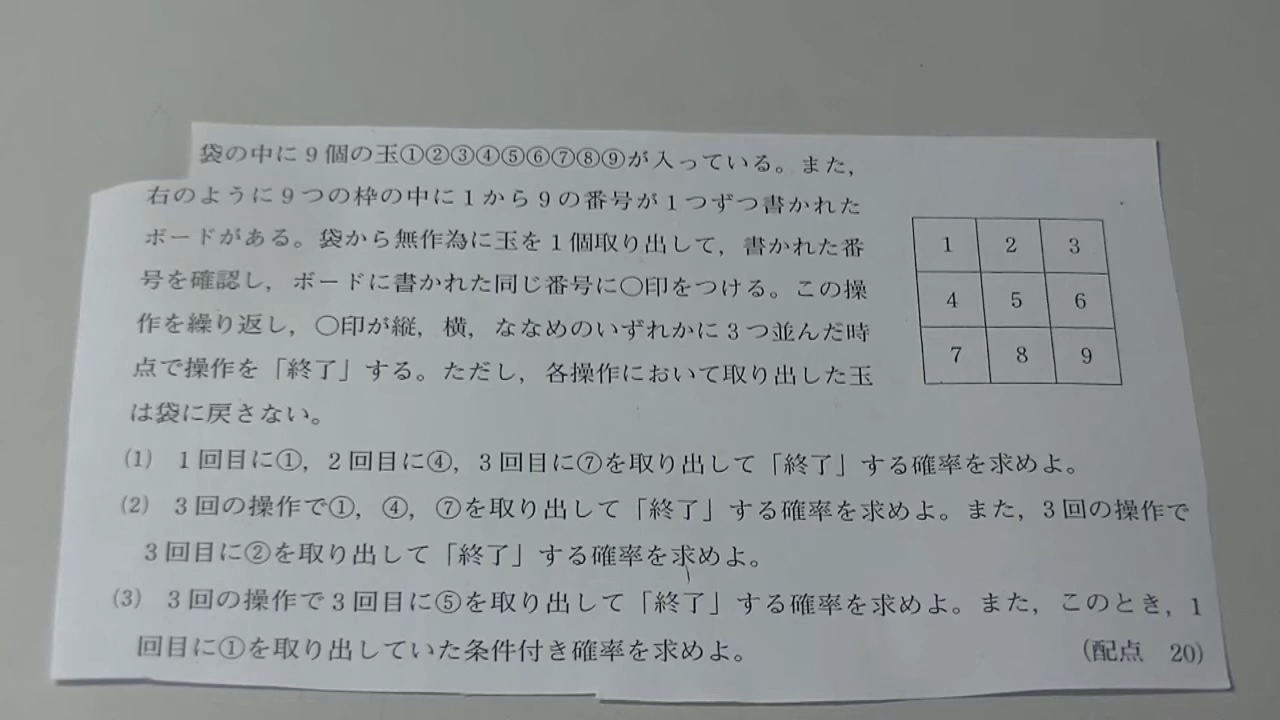 袋の中に9個の玉①②③④⑤⑥⑦⑧⑨が入っている。また,
右のように9つの枠の中に1から9の番号が1つずつ書かれた
ボードがある。袋から無作為に玉を1個取り出して,書かれた番
号を確認し,ボードに書かれた同じ番号に○印をつける。この操
作を繰り返し,○印が縦,横,ななめのいずれかに3つ並んだ時
点で操作を「終了」する。ただし,各操作において取り出した玉
は袋に戻さない。
1 2 3
4 5 6
7 8 9
(1) 1回目に①,2回目に④,3回目に⑦を取り出して「終了」する確率を求めよ。
(2) 3回の操作で①,④,⑦を取り出して「終了」する確率を求めよ。また,3回の操作で
3回目に②を取り出して「終了」する確率を求めよ。
(3) 3回の操作で3回目に⑤を取り出して「終了」する確率を求めよ。また,このとき,1
回目に①を取り出していた条件付き確率を求めよ。 (配点 20)